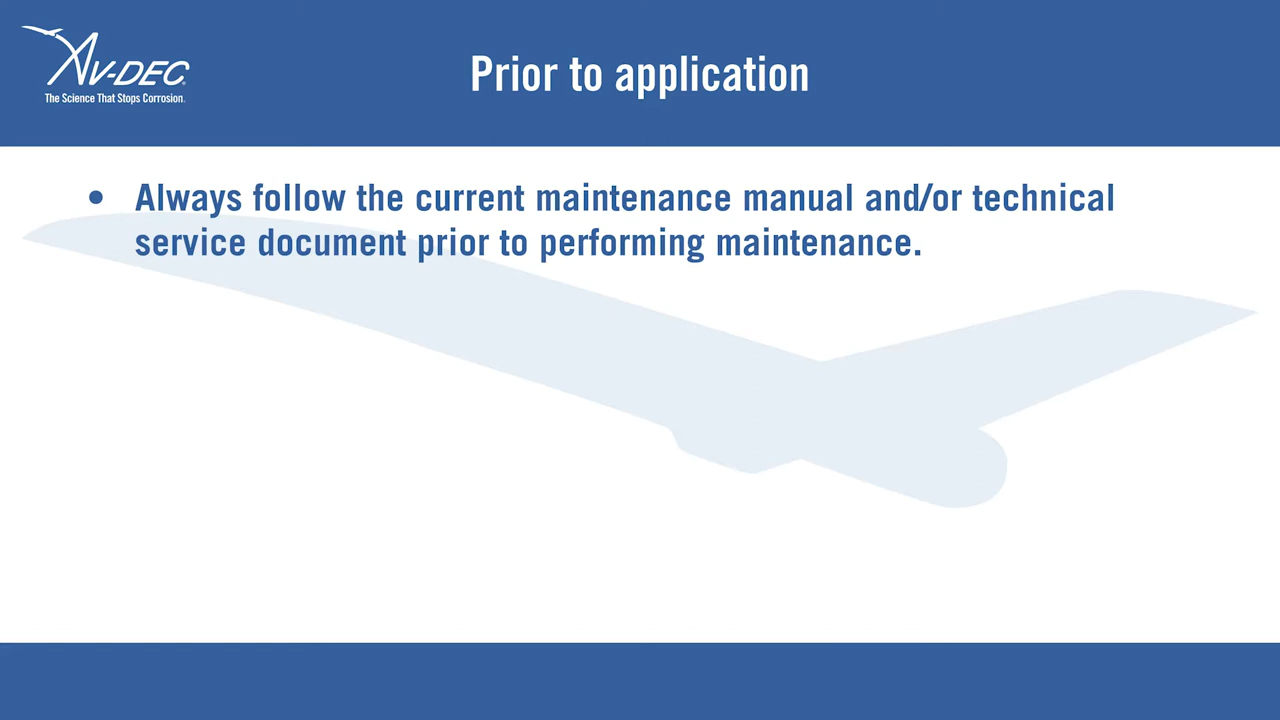 AV-DEC®
The Science That Stops Corrosion.
Prior to application
• Always follow the current maintenance manual and/or technical
service document prior to performing maintenance.